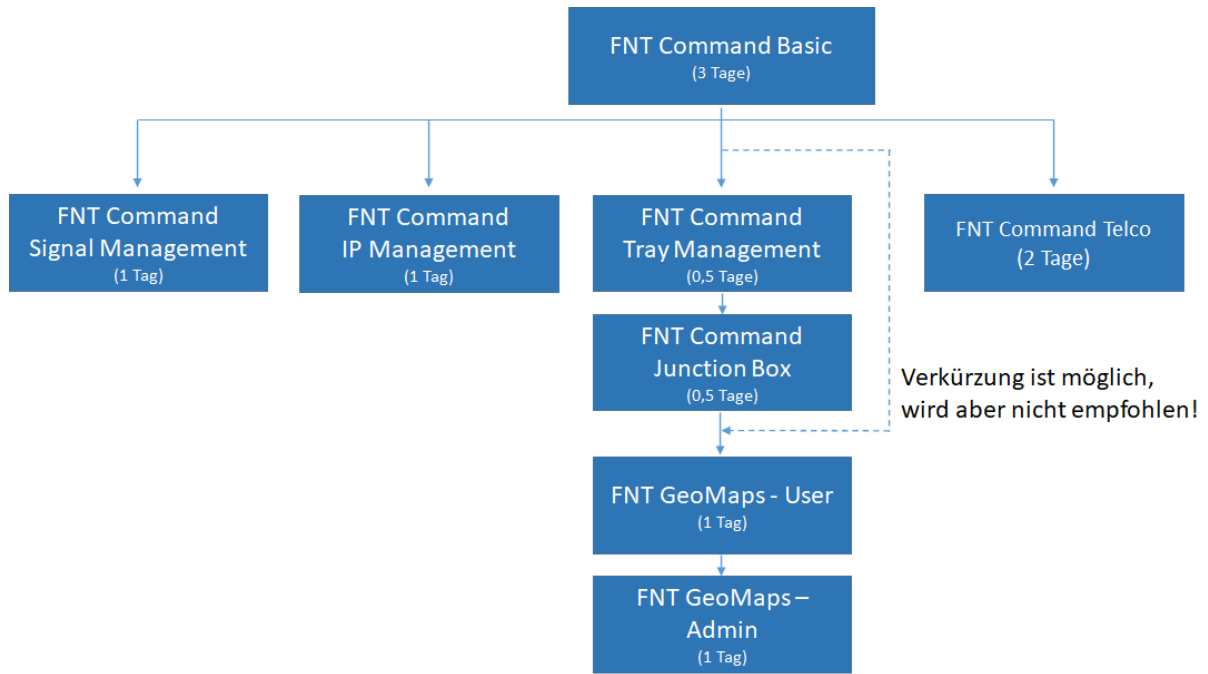 FNT Command Basic
(3 Tage)
FNT Command
Signal Management
(1 Tag)
FNT Command
IP Management
(1 Tag)
FNT Command
Tray Management
(0,5 Tage)
FNT Command Telco
(2 Tage)
FNT Command
Junction Box
(0,5 Tage)
Verkürzung ist möglich,
wird aber nicht empfohlen!
FNT GeoMaps - User
(1 Tag)
FNT GeoMaps –
Admin
(1 Tag)